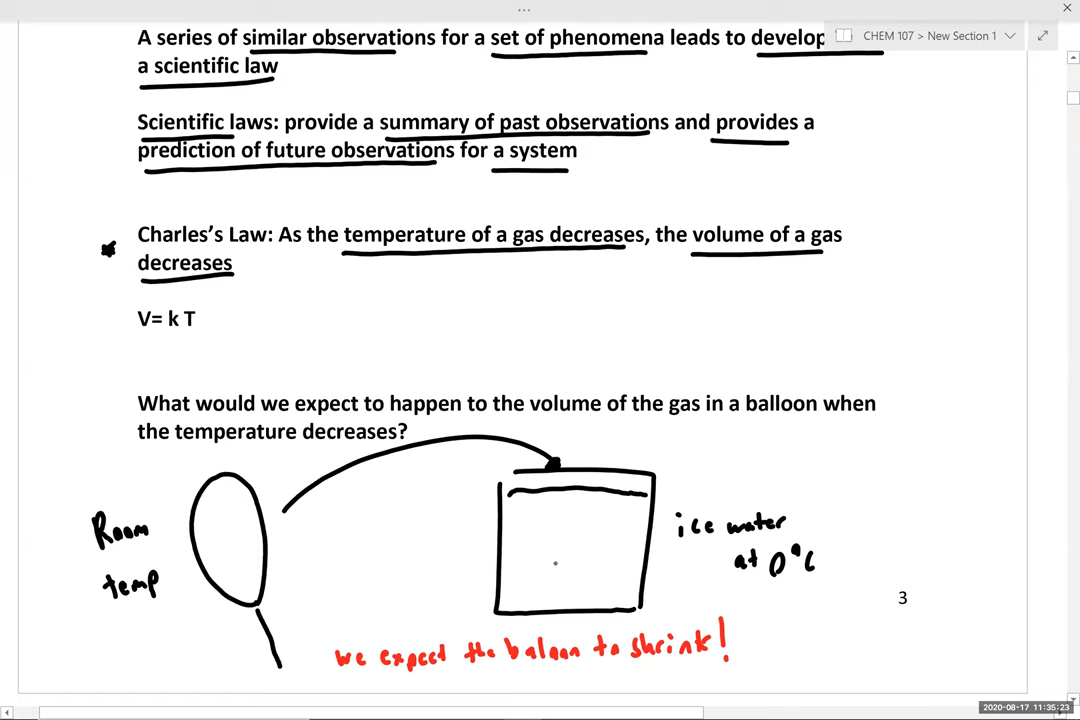 A series of similar observations for a set of phenomena leads to develop
CHEM 107 > New Section 1
a scientific law
Scientific laws: provide a summary of past observations and provides a
prediction of future observations for a system
Charles's Law: As the temperature of a gas decreases, the volume of a gas
decreases
V= k T
What would we expect to happen to the volume of the gas in a balloon when
the temperature decreases?
Room
temp
ice water
at 0°C
3
we expect the baloon to shrink!
2020-08-17 11:35:23